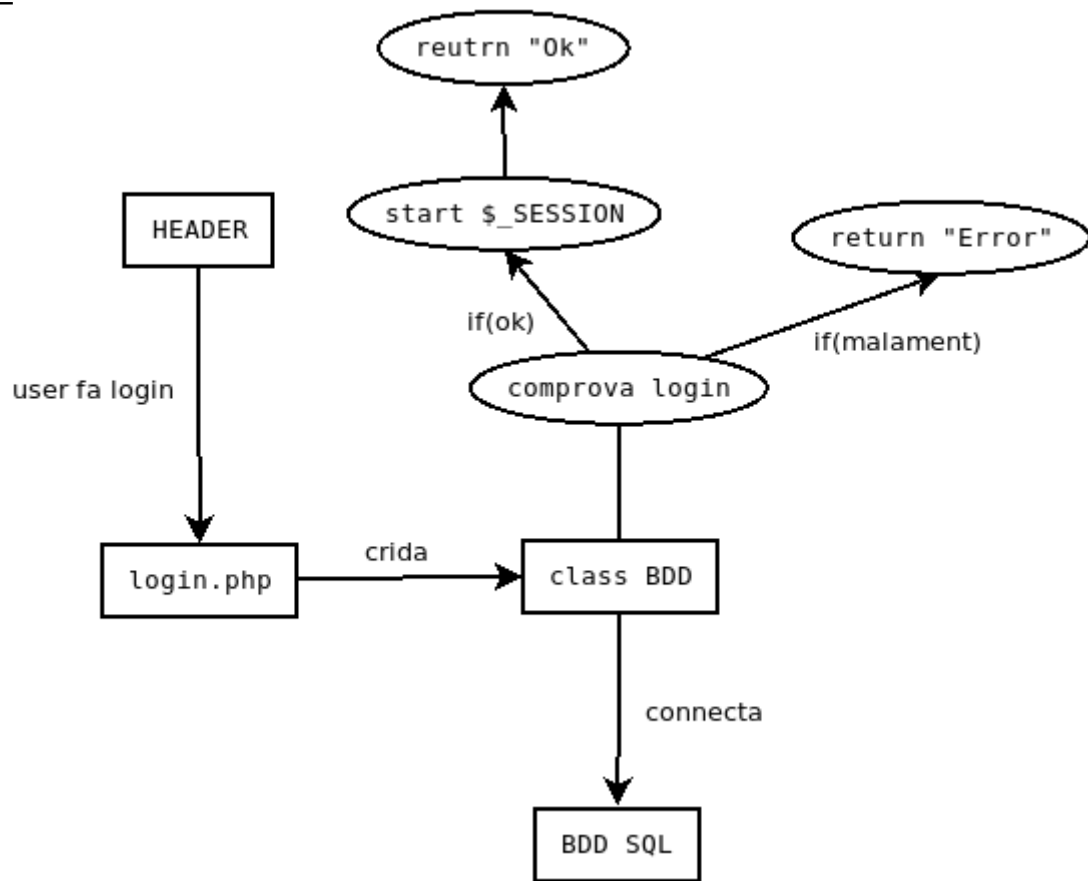 reutrn "Ok"
start $_SESSION
HEADER
return "Error"
if(ok)
if(malament)
user fa login
comprova login
crida
login.php
class BDD
connecta
BDD SQL